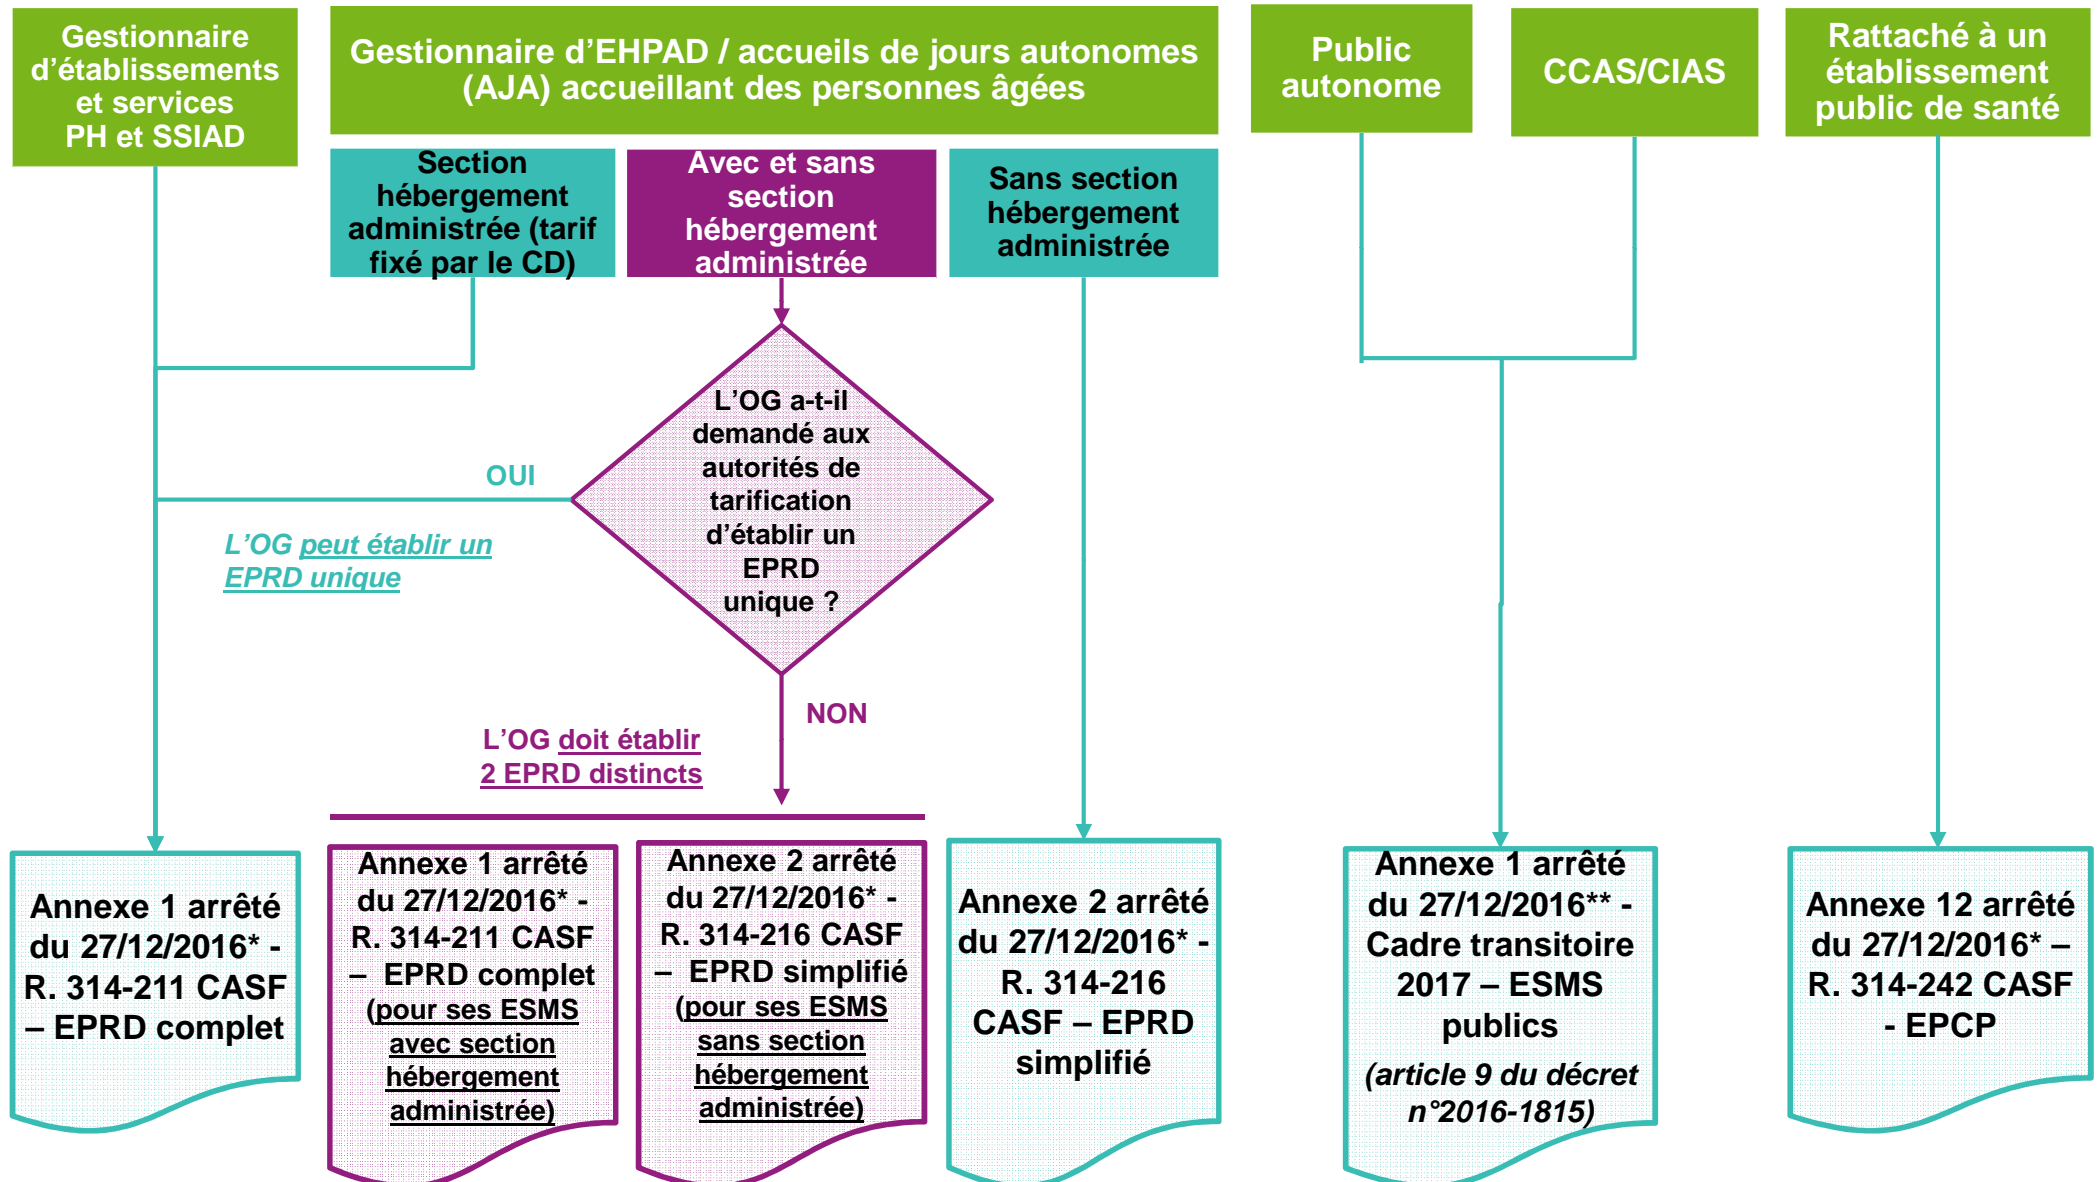 Gestionnaire
d’établissements
et services
PH et SSIAD
Gestionnaire d’EHPAD / accueils de jours autonomes
(AJA) accueillant des personnes âgées
Public
autonome
CCAS/CIAS
Rattaché à un
établissement
public de santé
Section
hébergement
administrée (tarif
fixé par le CD)
Avec et sans
section
hébergement
administrée
Sans section
hébergement
administrée
L’OG a-t-il
demandé aux
autorités de
tarification
d’établir un
EPRD
unique ?
OUI
L’OG peut établir un
EPRD unique
NON
L’OG doit établir
2 EPRD distincts
Annexe 1 arrêté
du 27/12/2016* -
R. 314-211 CASF
– EPRD complet
Annexe 1 arrêté
du 27/12/2016* -
R. 314-211 CASF
– EPRD complet
(pour ses ESMS
avec section
hébergement
administrée)
Annexe 2 arrêté
du 27/12/2016* -
R. 314-216 CASF
– EPRD simplifié
(pour ses ESMS
sans section
hébergement
administrée)
Annexe 2 arrêté
du 27/12/2016* -
R. 314-216
CASF – EPRD
simplifié
Annexe 1 arrêté
du 27/12/2016** -
Cadre transitoire
2017 – ESMS
publics
(article 9 du décret
n°2016-1815)
Annexe 12 arrêté
du 27/12/2016* –
R. 314-242 CASF
- EPCP